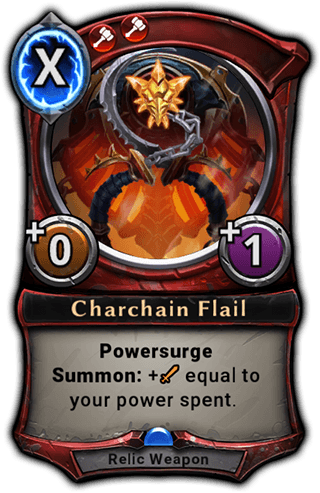 X
+0
+1
Charchain Flail
Powersurge
Summon: + equal to
your power spent.
Relic Weapon